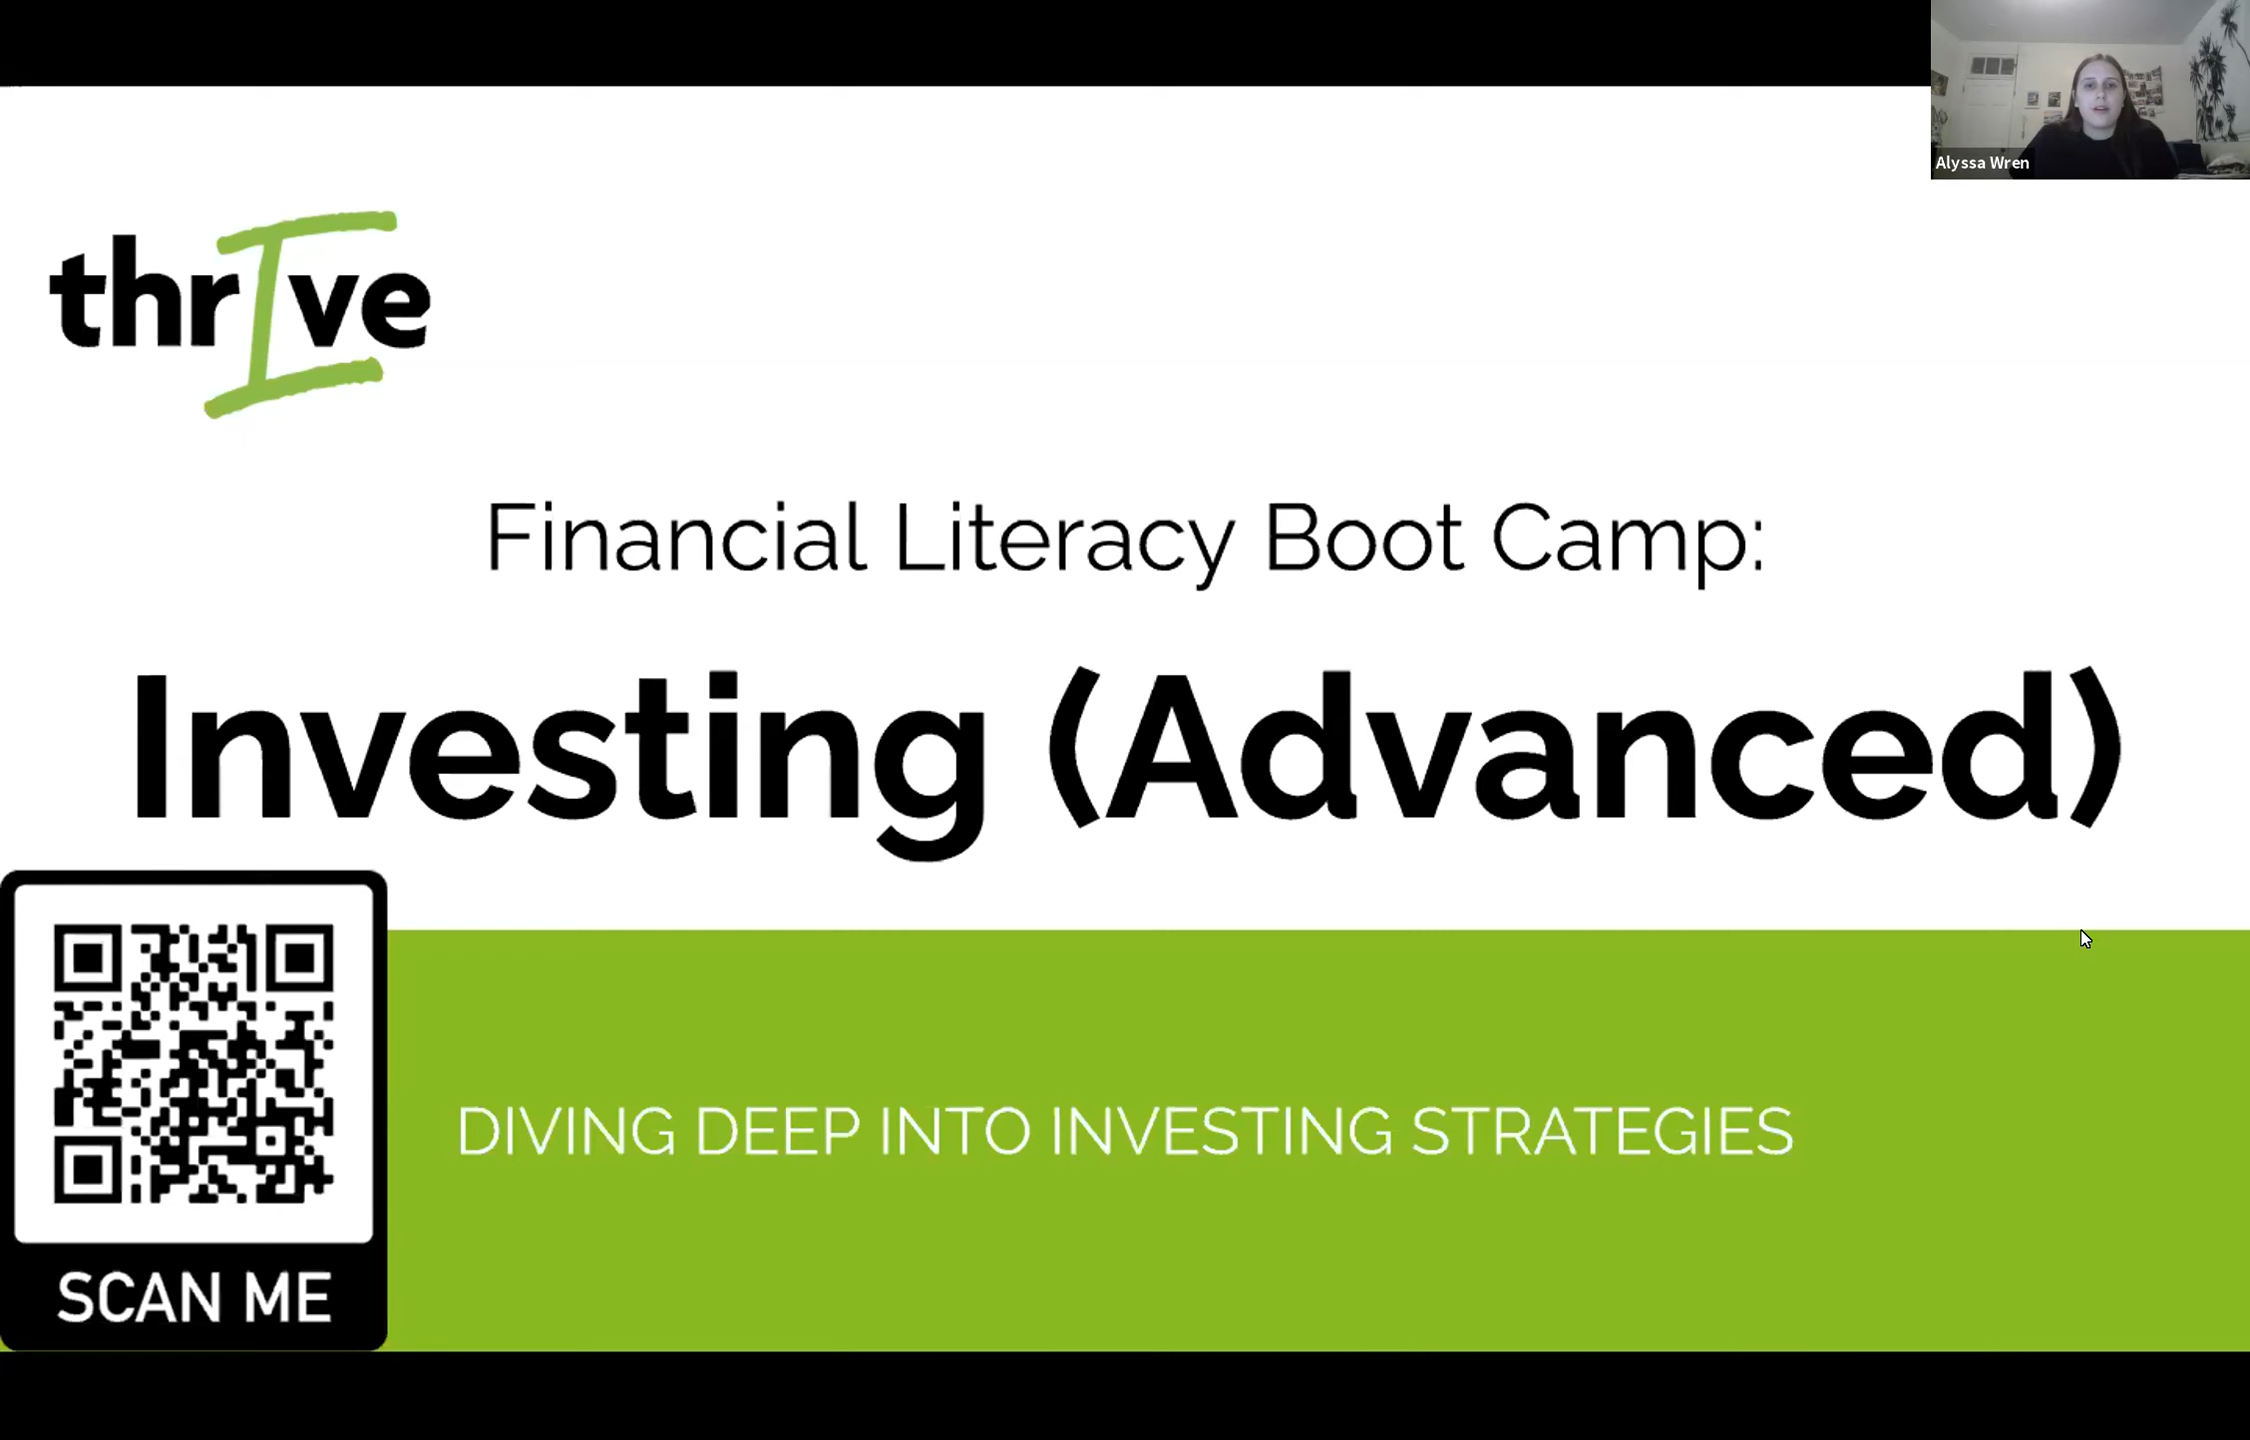 Alyssa Wren
thrIve
Financial Literacy Boot Camp:
Investing (Advanced)
DIVING DEEP INTO INVESTING STRATEGIES
SCAN ME